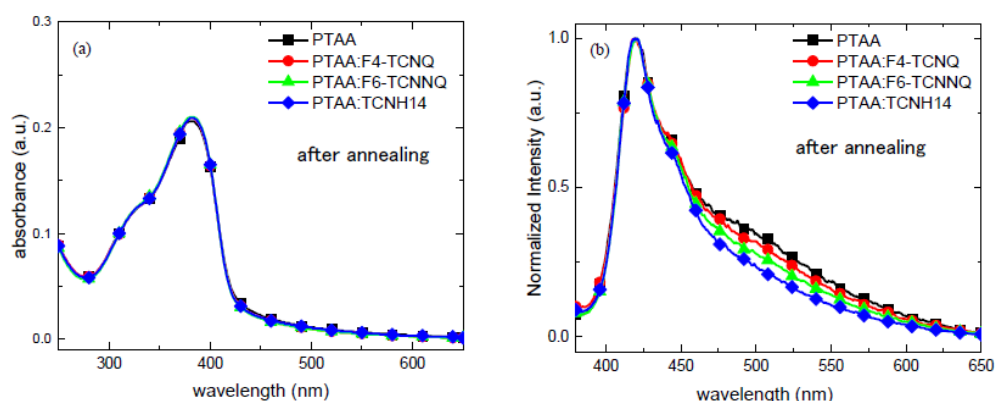 (a)
PTAA
PTAA:F4-TCNQ
PTAA:F6-TCNNQ
PTAA:TCNH14
after annealing
0.3
0.2
0.1
0.0
absorbance (a.u.)
300 400 500 600
wavelength (nm)
(b)
PTAA
PTAA:F4-TCNQ
PTAA:F6-TCNNQ
PTAA:TCNH14
after annealing
1.0
0.5
0.0
Normalized Intensity (a.u.)
400 450 500 550 600 650
wavelength (nm)